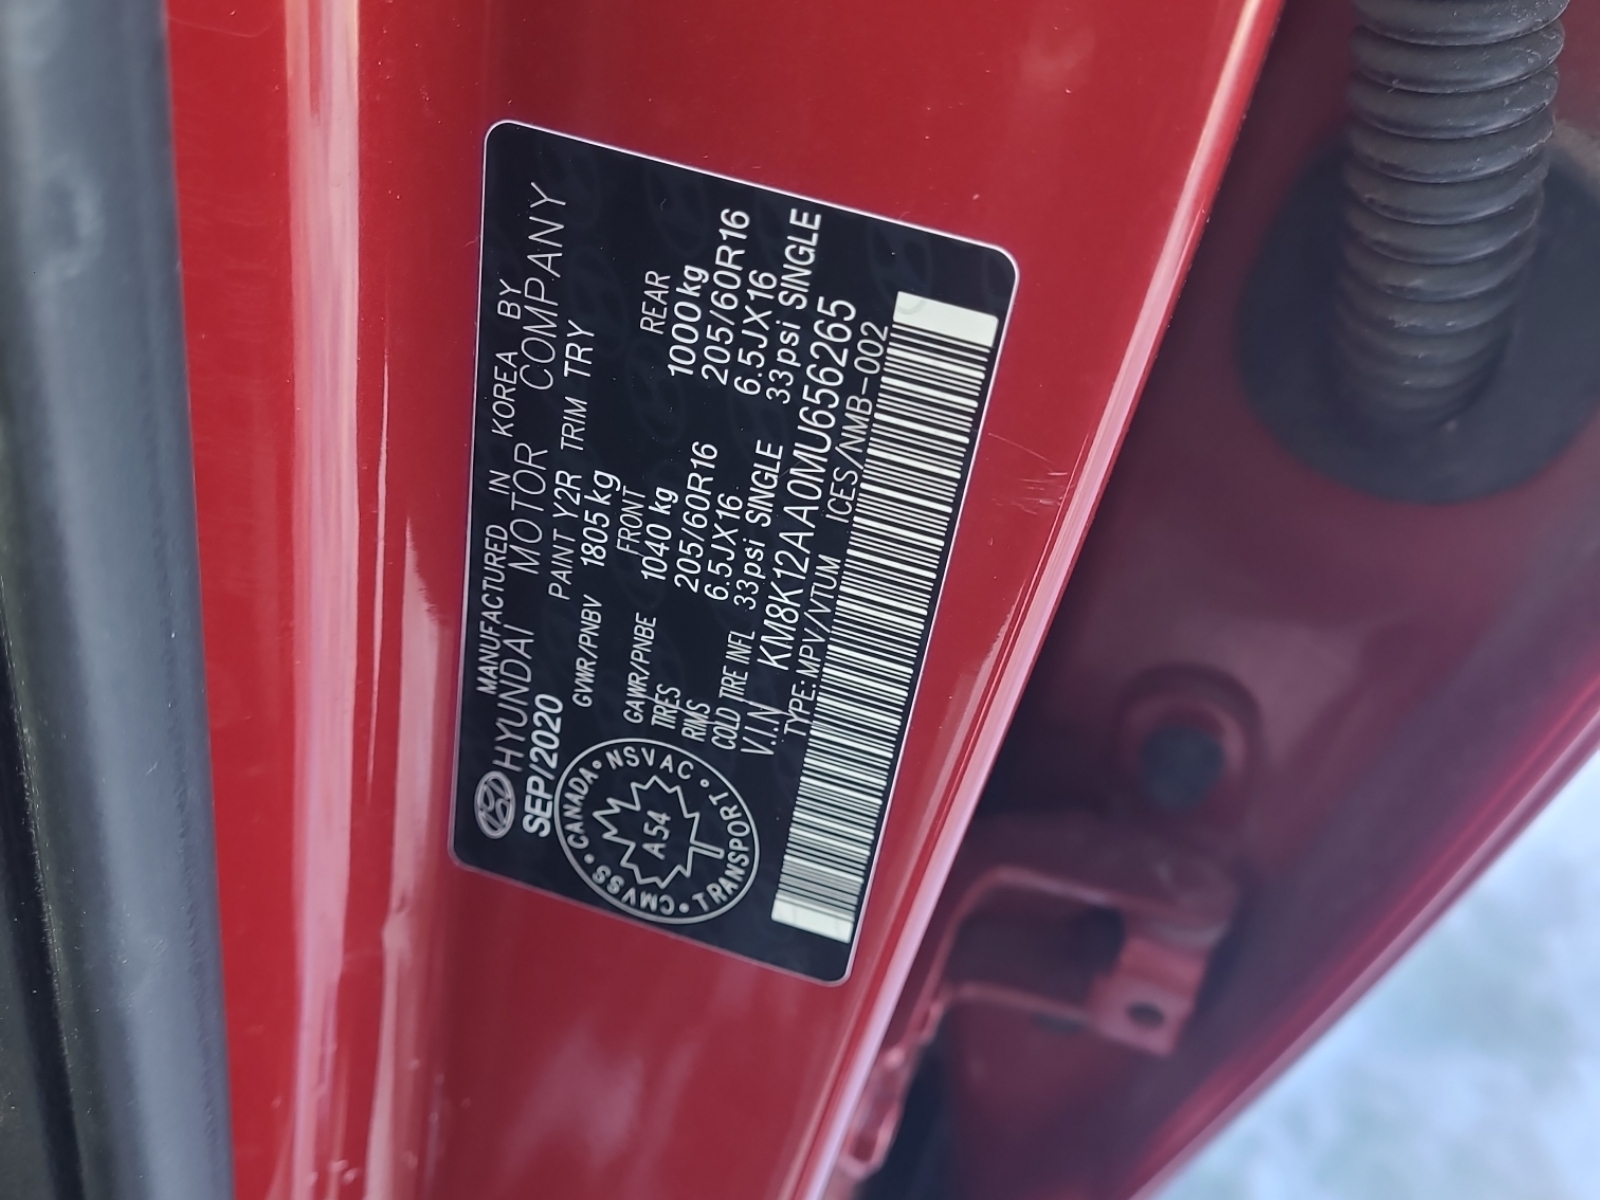 MANUFACTURED IN KOREA BY
HYUNDAI MOTOR COMPANY
SEP/2020 PAINT Y2R TRIM TRY
GVWR/PNBV 1805kg
FRONT REAR
GAWR/PNBE 1040 kg 1000kg
TIRES 205/60R16 205/60R16
RIMS 6.5JX16 6.5JX16
COLD TIRE INFL 33psi SINGLE 33psi SINGLE
V.I.N KM8K12AA0MU656265
TYPE:MPV/VTUM ICES/NMB-002
CANADA•NSVAC•TRANSPORT•CMVSS•
A54